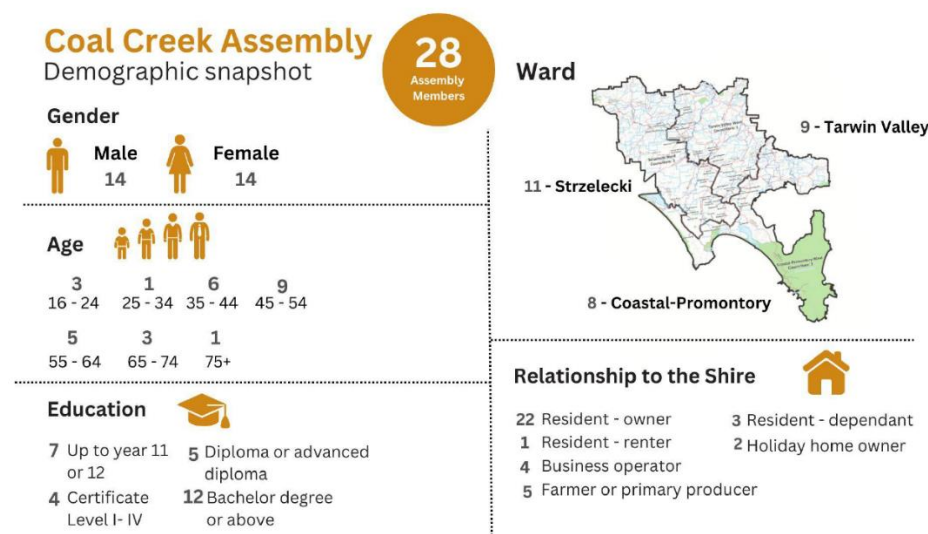 Coal Creek Assembly
Demographic snapshot
28
Assembly
Members
Gender
Male
14
Female
14
Age
3
16 - 24
1
25 - 34
6
35 - 44
9
45 - 54
5
55 - 64
3
65 - 74
1
75+
Education
7 Up to year 11
or 12
4 Certificate
Level I- IV
5 Diploma or advanced
diploma
12 Bachelor degree
or above
Ward
9 - Tarwin Valley
11 - Strzelecki
8 - Coastal-Promontory
Relationship to the Shire
22 Resident - owner
1 Resident - renter
4 Business operator
5 Farmer or primary producer
3 Resident - dependant
2 Holiday home owner